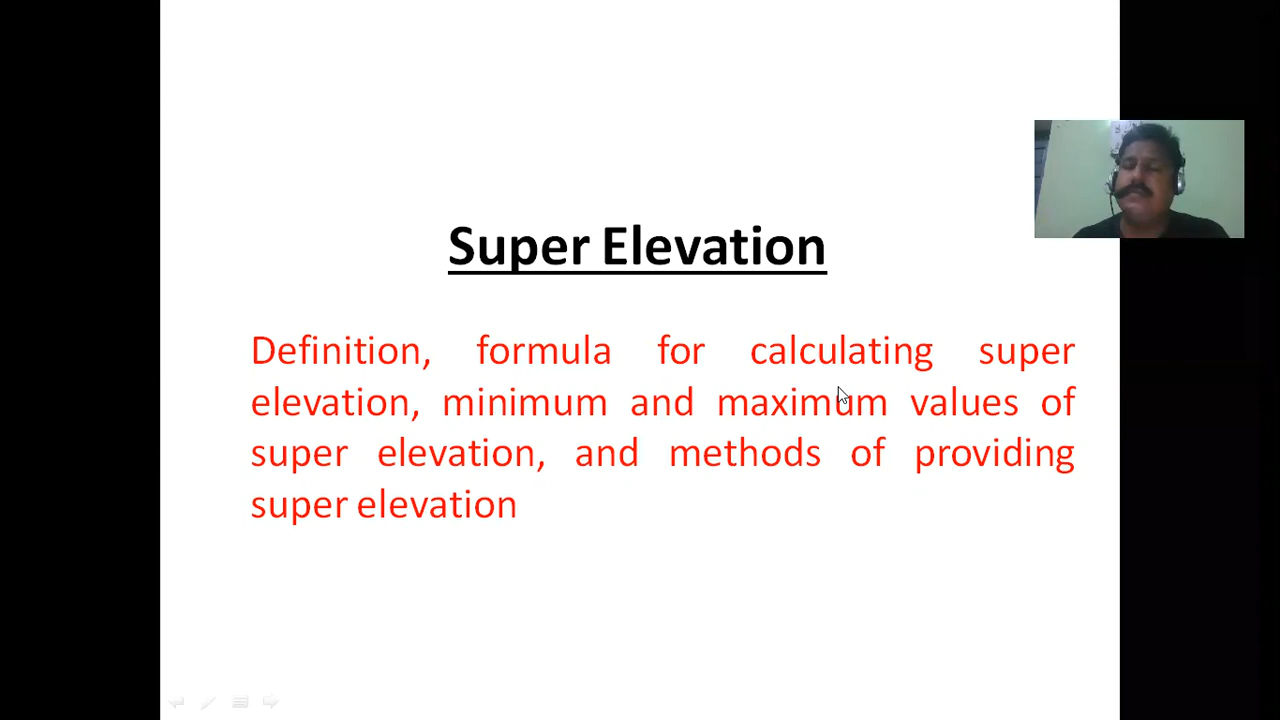 Super Elevation
Definition, formula for calculating super
elevation, minimum and maximum values of
super elevation, and methods of providing
super elevation